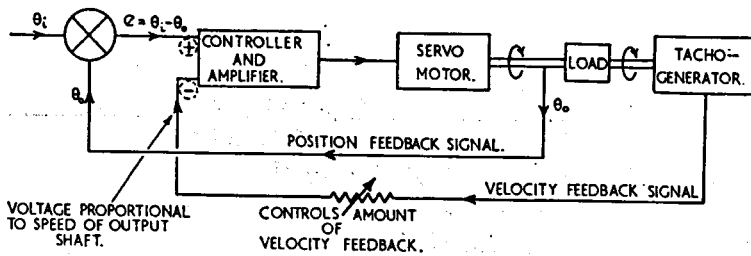 θi
e = θi-θo
+
CONTROLLER
AND
AMPLIFIER.
SERVO
MOTOR.
LOAD
TACHO-
GENERATOR.
θo
-
θo
POSITION FEEDBACK SIGNAL.
VELOCITY FEEDBACK SIGNAL
VOLTAGE PROPORTIONAL
TO SPEED OF OUTPUT
SHAFT.
CONTROLS AMOUNT
OF
VELOCITY FEEDBACK.